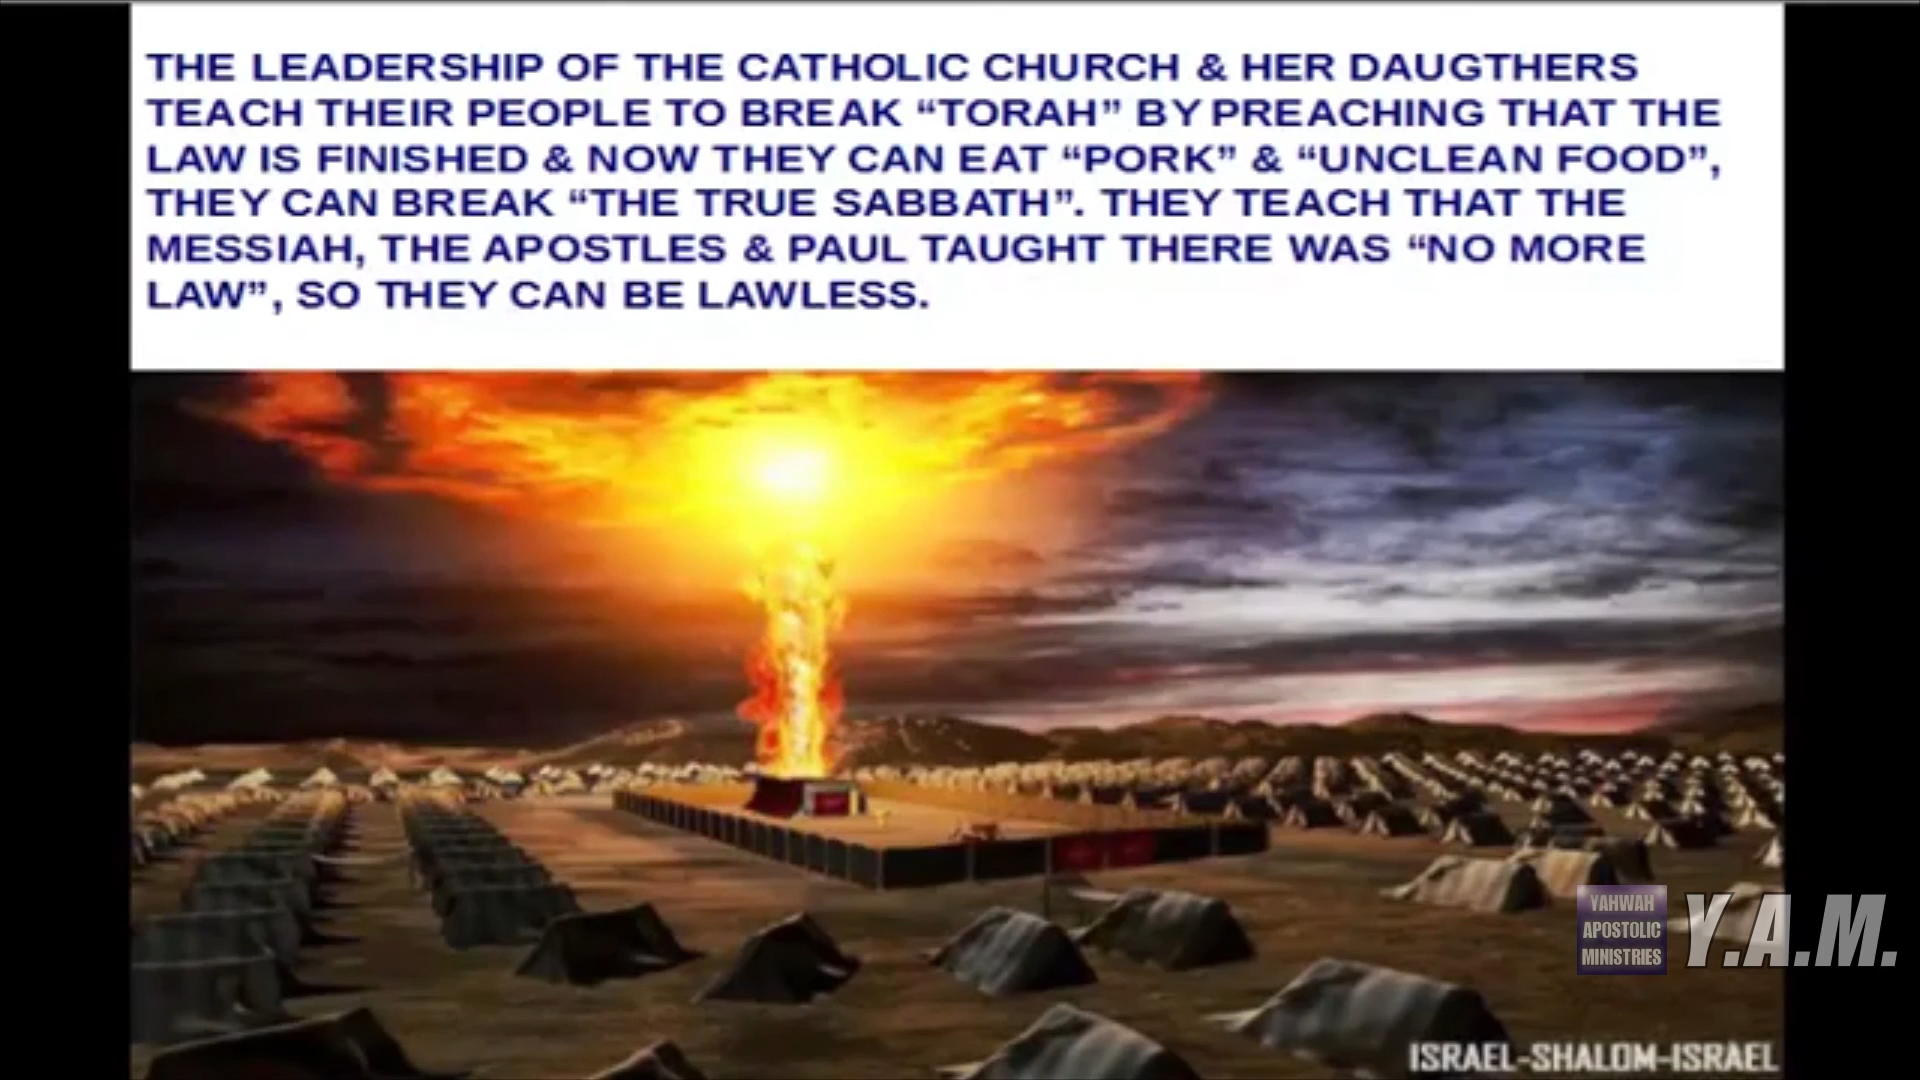 THE LEADERSHIP OF THE CATHOLIC CHURCH & HER DAUGTHERS
TEACH THEIR PEOPLE TO BREAK “TORAH” BY PREACHING THAT THE
LAW IS FINISHED & NOW THEY CAN EAT “PORK” & “UNCLEAN FOOD”,
THEY CAN BREAK “THE TRUE SABBATH”. THEY TEACH THAT THE
MESSIAH, THE APOSTLES & PAUL TAUGHT THERE WAS “NO MORE
LAW”, SO THEY CAN BE LAWLESS.
YAHWAH
APOSTOLIC
MINISTRIES
Y.A.M.
ISRAEL-SHALOM-ISRAEL